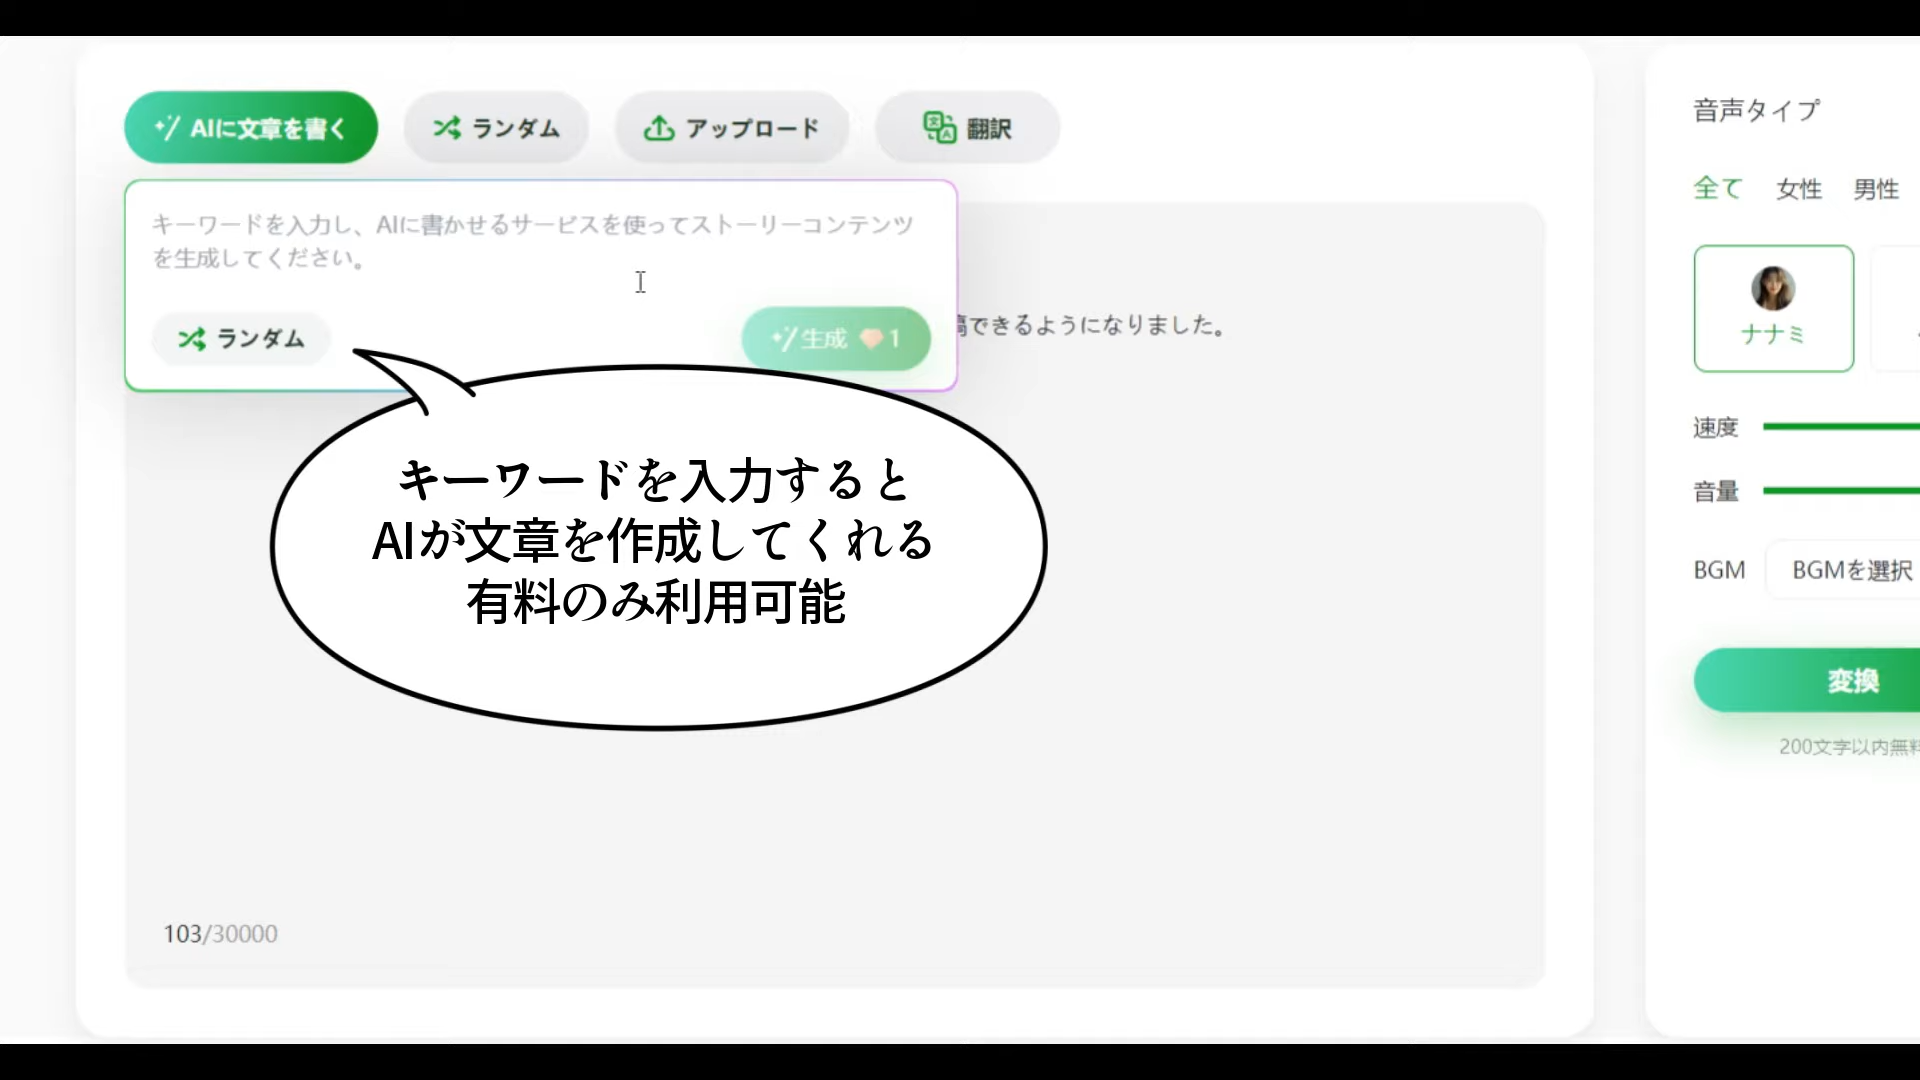 AIに文章を書く
ランダム
アップロード
翻訳
キーワードを入力し、AIに書かせるサービスを使ってストーリーコンテンツ
を生成してください。
ランダム
生成 1
できるようになりました。
キーワードを入力すると
AIが文章を作成してくれる
有料のみ利用可能
103/30000
音声タイプ
全て 女性 男性
ナナミ
速度
音量
BGM BGMを選択
変換
200文字以内無料